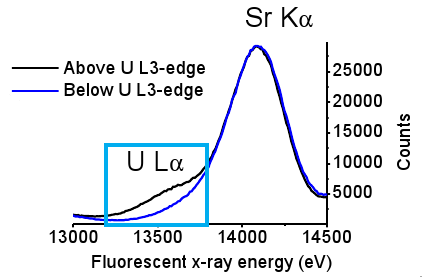 Sr Kα
Above U L3-edge
Below U L3-edge
U Lα
25000
20000
15000
10000
5000
Counts
13000 13500 14000 14500
Fluorescent x-ray energy (eV)